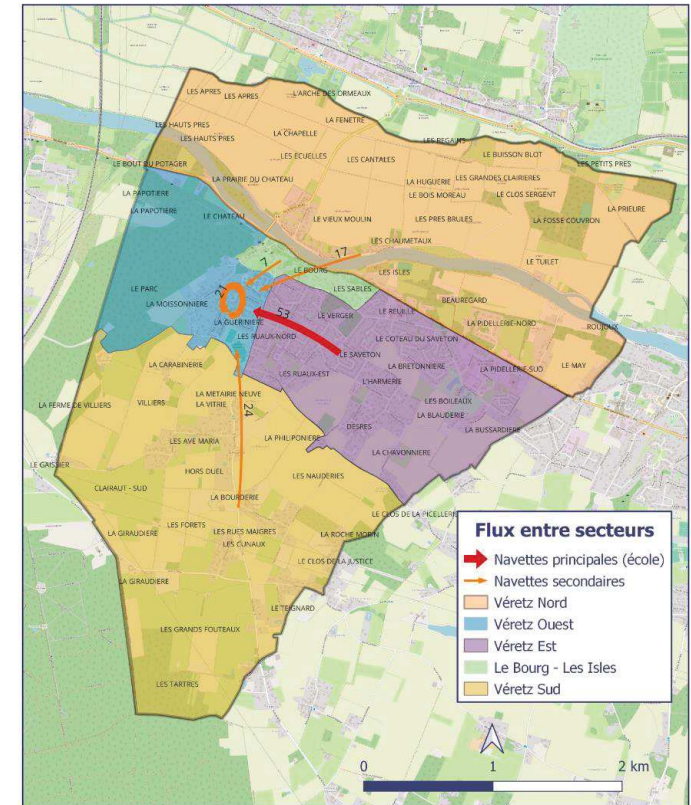 LES APRES
LES APRES
L'ARCHE DES ORMEAUX
LES HAUTS PRES
LA FENETRE
LES HAUTS PRES
LA CHAPELLE
LES REGAINS
LES ECUELLES
LES CANTALES
LE BUISSON BLOT
LE BOUT DU POTAGER
LES PETITS PRES
LA PRAIRIE DU CHATEAU
LA HUGUERIE
LES GRANDES CLAIRIERES
LA PAPOTIERE
LE BOIS MOREAU
LE CLOS SERGENT
LA PAPOTIERE
LE CHATEAU
LE VIEUX MOULIN
LES PRES BRULES
LA FOSSE COUVRON
LA PRIEURE
LES CHAUMETAUX
17
7
LE TUILET
LE BOURG
LES ISLES
LE PARC
21
LES SABLES
LA MOISSONNIERE
BEAUREGARD
53
LE VERGER
LE REUILLE
LA GUERINIERE
LA PIDELLERIE-NORD
ROUJOUX
LES RUAUX-NORD
LE COTEAU DU SAVETON
LE SAVETON
LA CARABINERIE
LES RUAUX-EST
LA BRETONNIERE
LA PIDELLERIE-SUD
LE MAY
L'HARMERIE
LA METAIRIE NEUVE
LA FERME DE VILLIERS
VILLIERS
LA VITRIE
24
LES BOILEAUX
LA BLAUDERIE
DESRES
LES AVE MARIA
LA PHILIPONIERE
LA BUSSARDIERE
LA CHAVONNIERE
LE GAISSIER
HORS DUEL
LES NAUDERIES
CLAIRAUT - SUD
LA BOURDERIE
LE CLOS DE LA PICELLERIE
LES FORETS
LA GIRAUDIERE
LES RUES MAIGRES
LA ROCHE MORIN
LES CUNAUX
LE CLOS DE LA JUSTICE
LA GIRAUDIERE
LE TEIGNARD
LES GRANDS FOUTEAUX
LES TARTRES
Flux entre secteurs
Navettes principales (école)
Navettes secondaires
Véretz Nord
Véretz Ouest
Véretz Est
Le Bourg - Les Isles
Véretz Sud
0 1 2 km